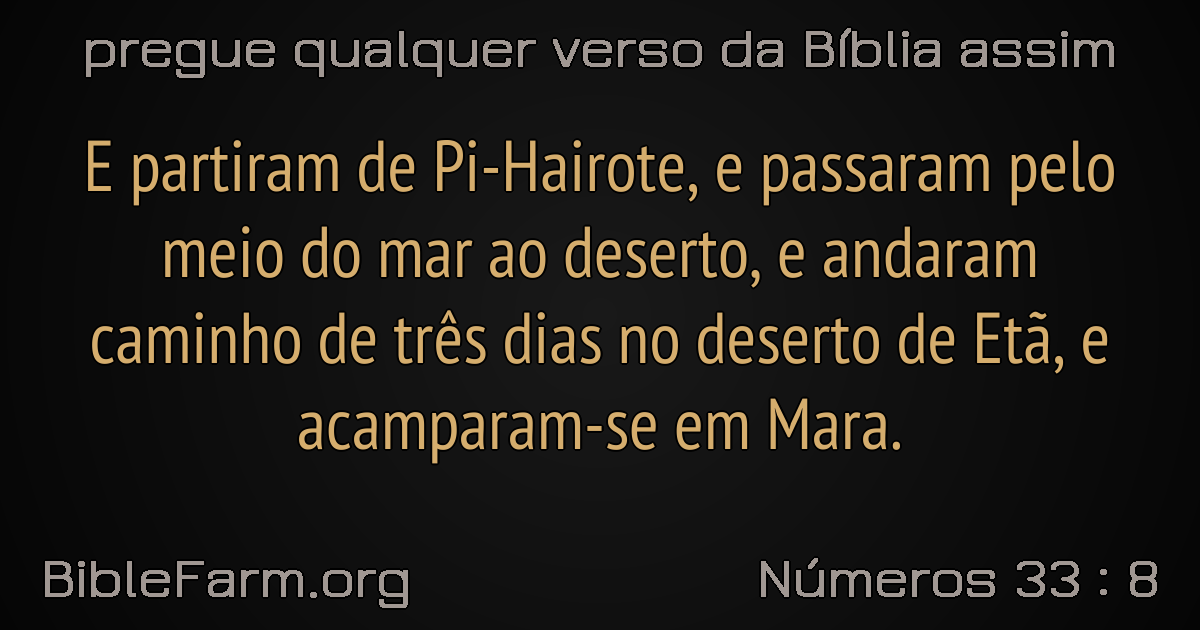 pregue qualquer verso da Bíblia assim
E partiram de Pi-Hairote, e passaram pelo
meio do mar ao deserto, e andaram
caminho de três dias no deserto de Etã, e
acamparam-se em Mara.
BibleFarm.org
Números 33 : 8